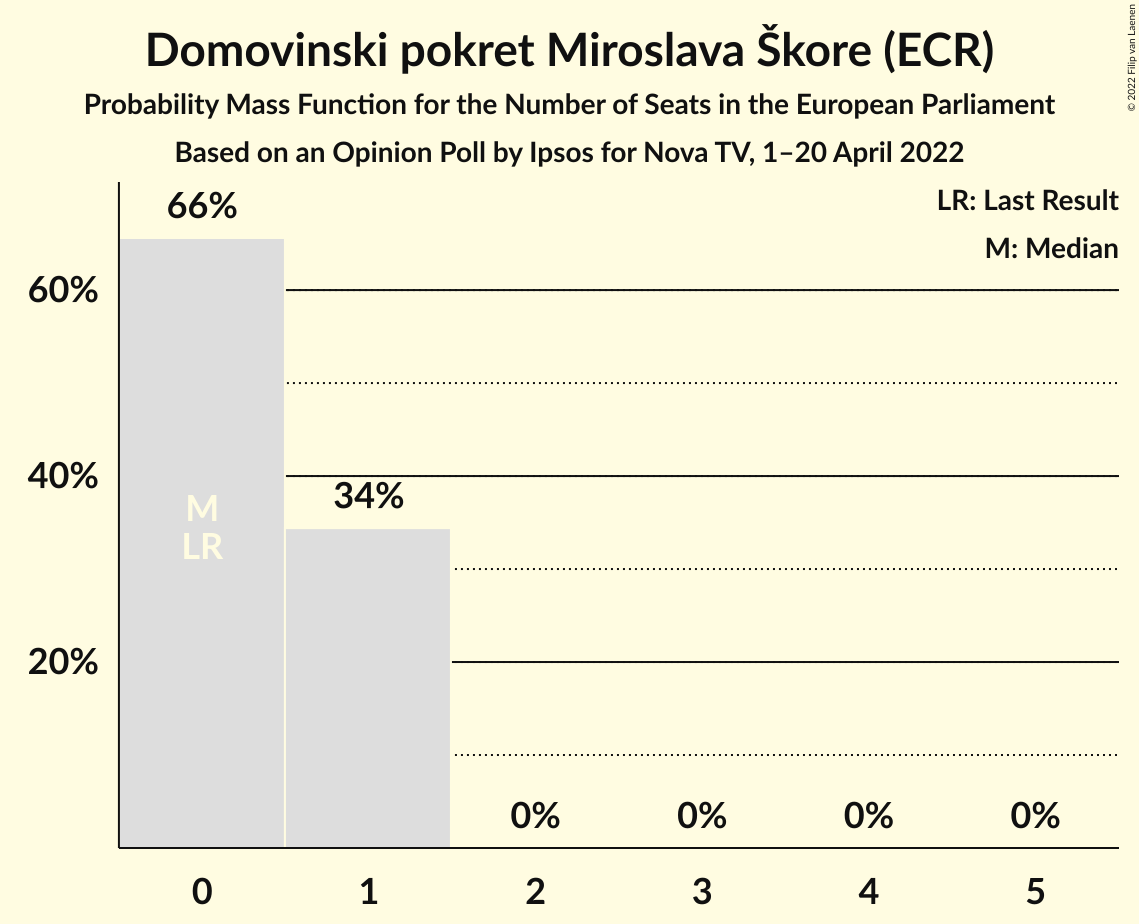 Domovinski pokret Miroslava Škore (ECR)
Probability Mass Function for the Number of Seats in the European Parliament
Based on an Opinion Poll by Ipsos for Nova TV, 1–20 April 2022
© 2022 Filip van Laenen
LR: Last Result
M: Median
66%
60%
40%
34%
M
LR
20%
0% 0% 0% 0%
0 1 2 3 4 5